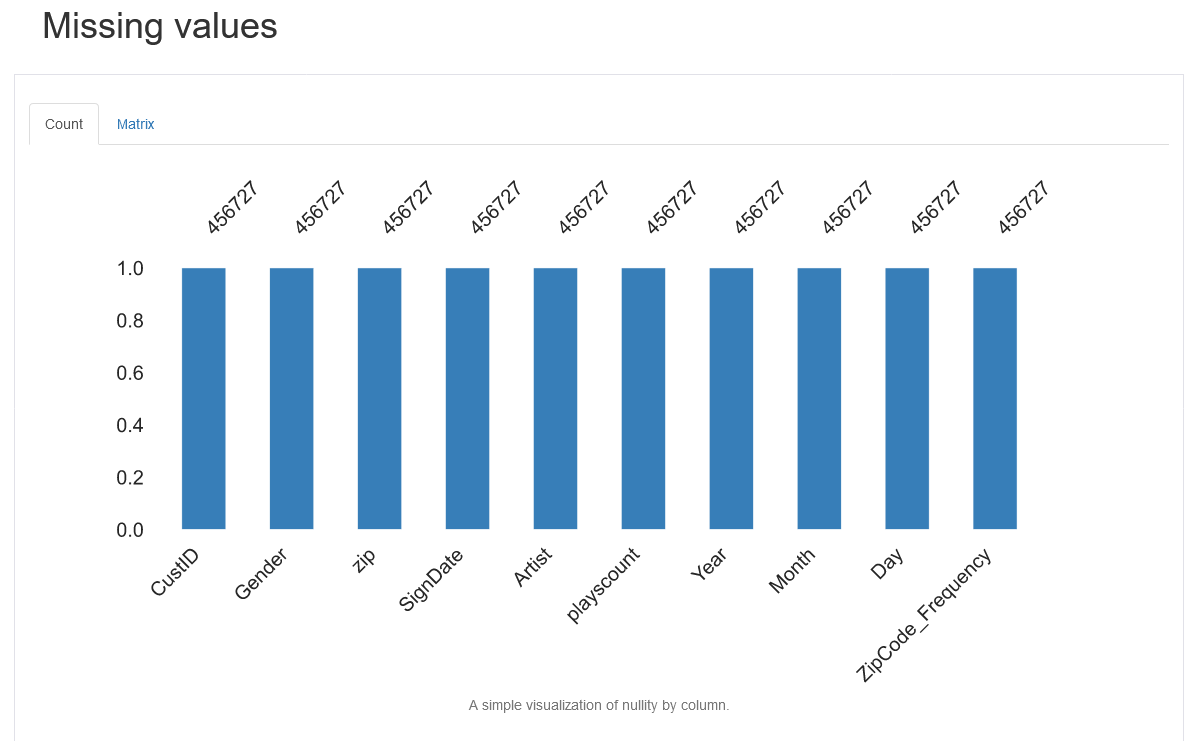 Missing values
Count Matrix
456727 456727 456727 456727 456727 456727 456727 456727 456727 456727
1.0
0.8
0.6
0.4
0.2
0.0
CustID Gender zip SignDate Artist playscount Year Month Day ZipCode_Frequency
A simple visualization of nullity by column.